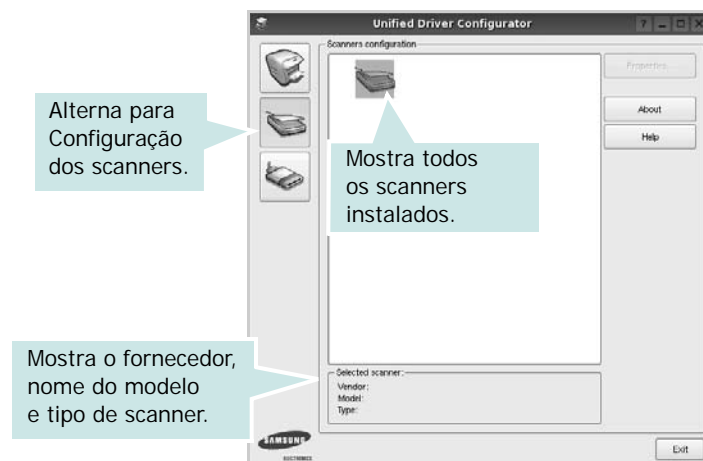 Unified Driver Configurator
Scanners configuration
Properties...
About
Help
Alterna para
Configuração
dos scanners.
Mostra todos
os scanners
instalados.
Mostra o fornecedor,
nome do modelo
e tipo de scanner.
Selected scanner:
Vendor:
Model:
Type:
SAMSUNG
ELECTRONICS
Exit